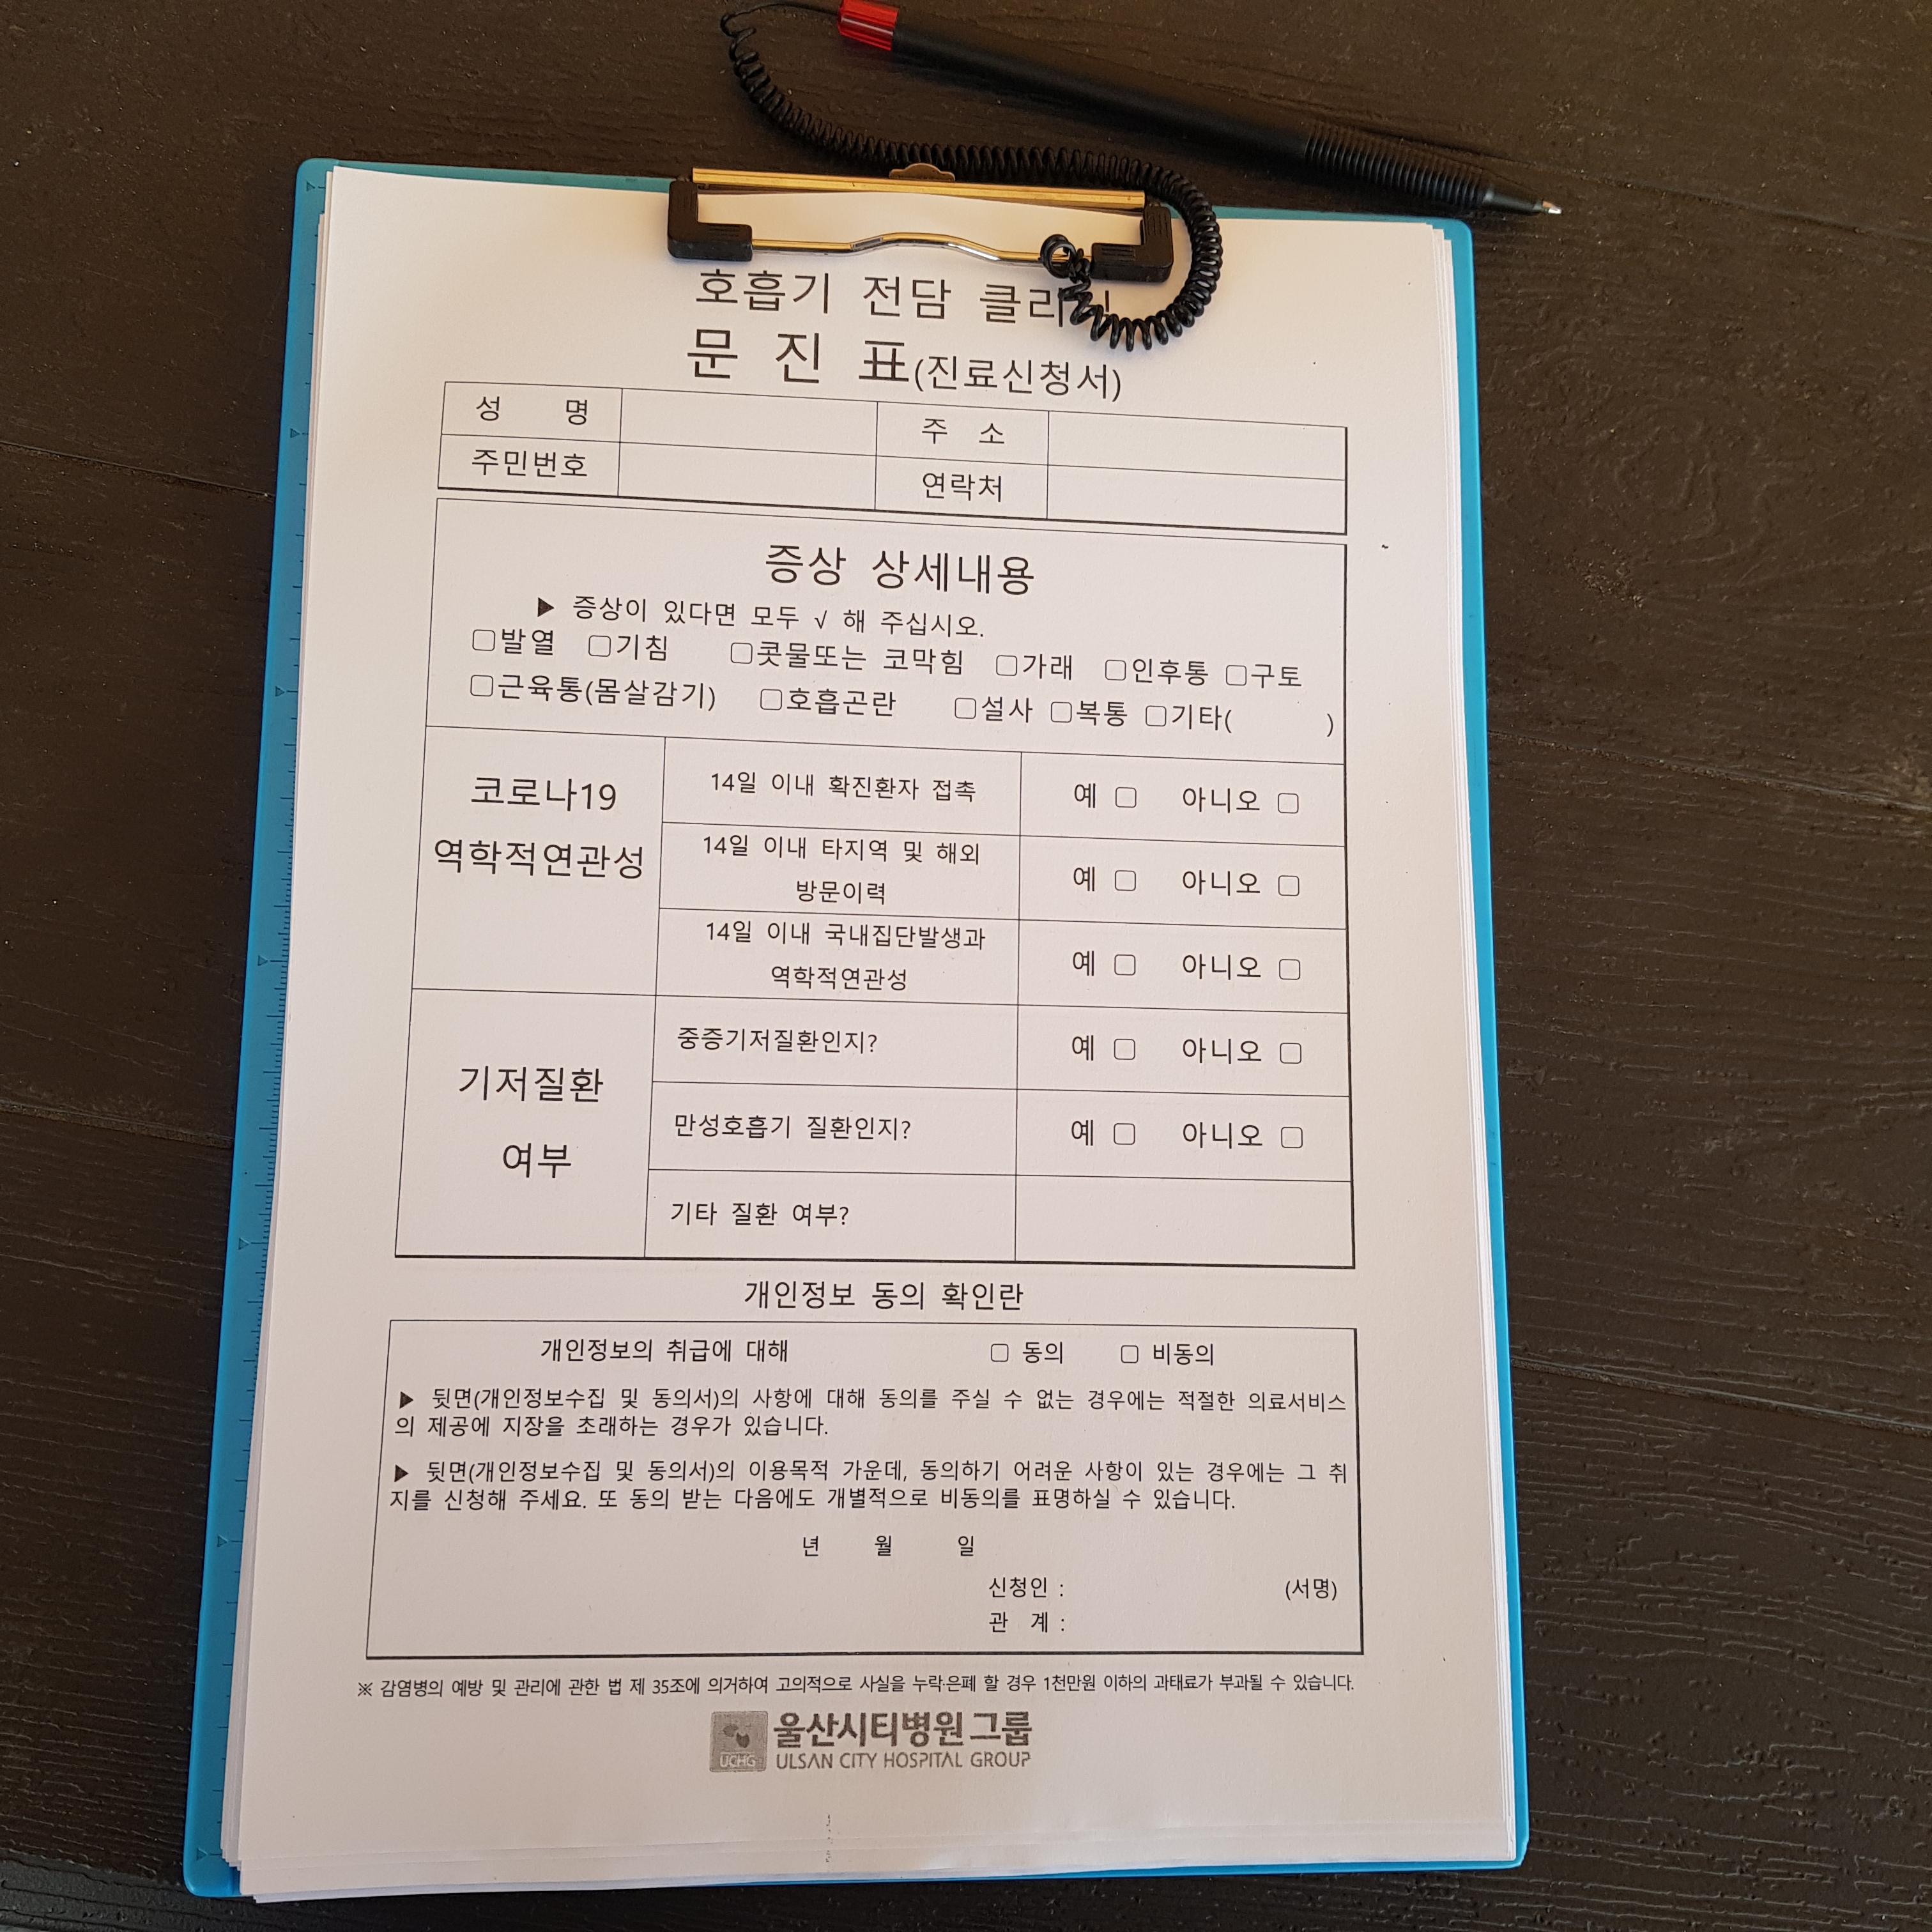 호흡기 전담
문 진 표(진료신청서)
성 명
주 소
주민번호
연락처
증상 상세내용
▶ 증상이 있다면 모두 √ 해 주십시오.
□발열 □기침 □콧물또는 코막힘 □가래 □인후통 □구토
□근육통(몸살감기) □호흡곤란 □설사 □복통 □기타( )
코로나19
역학적연관성
14일 이내 확진환자 접촉
예 □ 아니오 □
14일 이내 타지역 및 해외
방문이력
예 □ 아니오 □
14일 이내 국내집단발생과
역학적연관성
예 □ 아니오 □
기저질환
여부
중증기저질환인지?
예 □ 아니오 □
만성호흡기 질환인지?
예 □ 아니오 □
기타 질환 여부?
개인정보 동의 확인란
개인정보의 취급에 대해 □ 동의 □ 비동의
▶ 뒷면(개인정보수집 및 동의서)의 사항에 대해 동의를 주실 수 없는 경우에는 적절한 의료서비스
의 제공에 지장을 초래하는 경우가 있습니다.
▶ 뒷면(개인정보수집 및 동의서)의 이용목적 가운데, 동의하기 어려운 사항이 있는 경우에는 그 취
지를 신청해 주세요. 또 동의 받는 다음에도 개별적으로 비동의를 표명하실 수 있습니다.
년 월 일
신청인 : (서명)
관 계 :
※ 감염병의 예방 및 관리에 관한 법 제 35조에 의거하여 고의적으로 사실을 누락·은폐 할 경우 1천만원 이하의 과태료가 부과될 수 있습니다.
UCHG
울산시티병원그룹
ULSAN CITY HOSPITAL GROUP